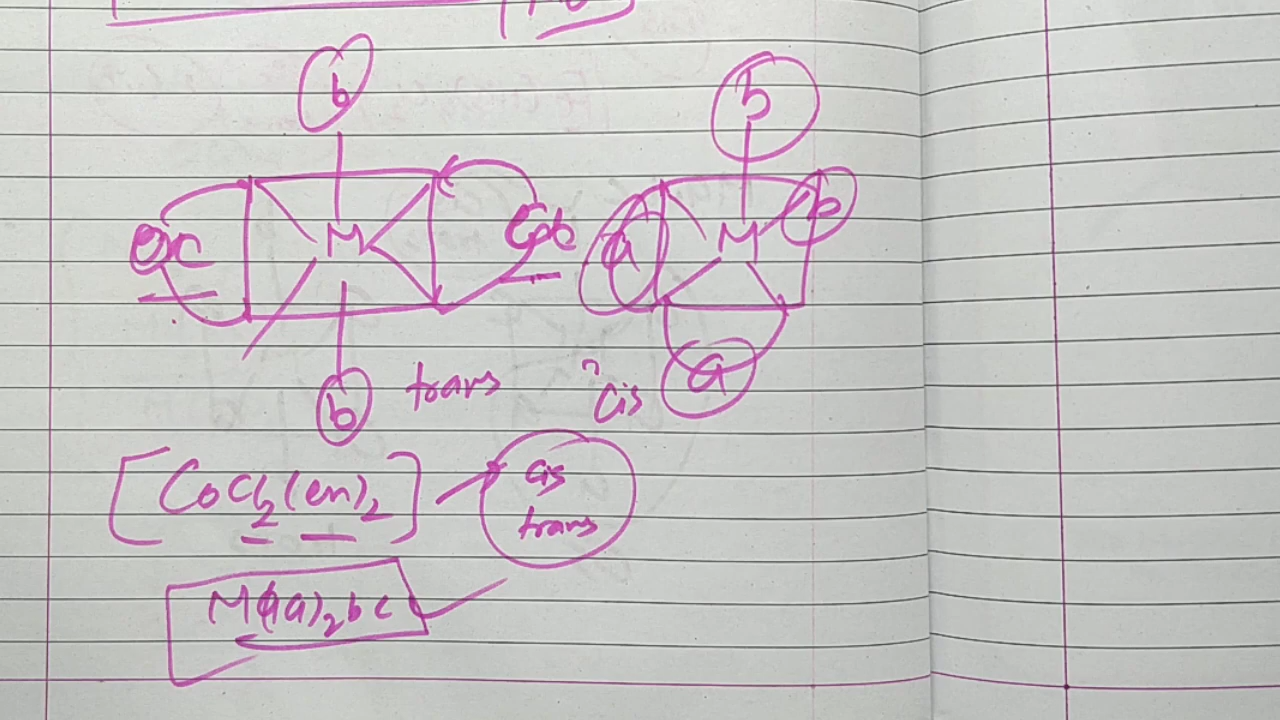 b b
M M b
a
b trans cis a
[CoCl2(en)2] cis
trans
M(aa)2bc